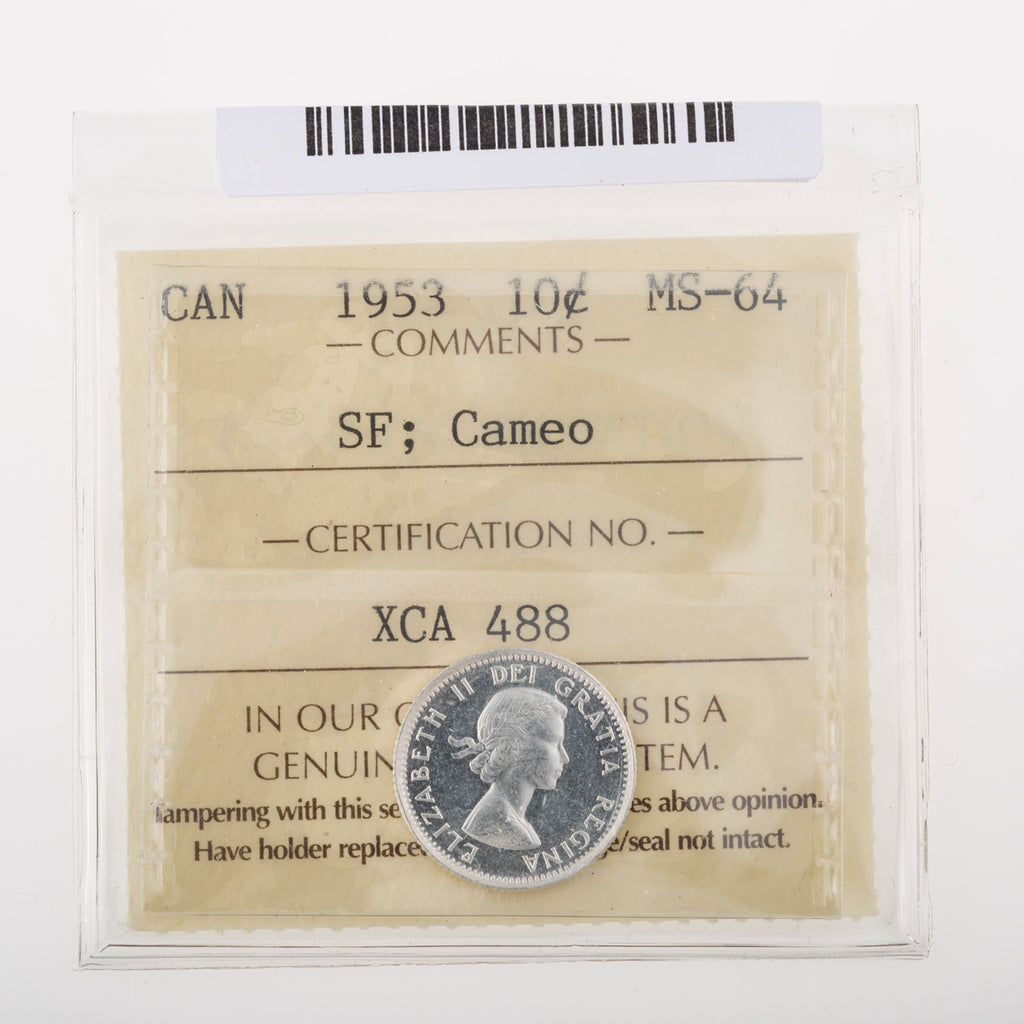 CAN 1953 10¢ MS-64
— COMMENTS —
SF; Cameo
— CERTIFICATION NO. —
XCA 488
IN OUR IS A
GENUIN TEM.
Tampering with this se es above opinion.
Have holder replace e/seal not intact.
ELIZABETH II DEI GRATIA REGINA